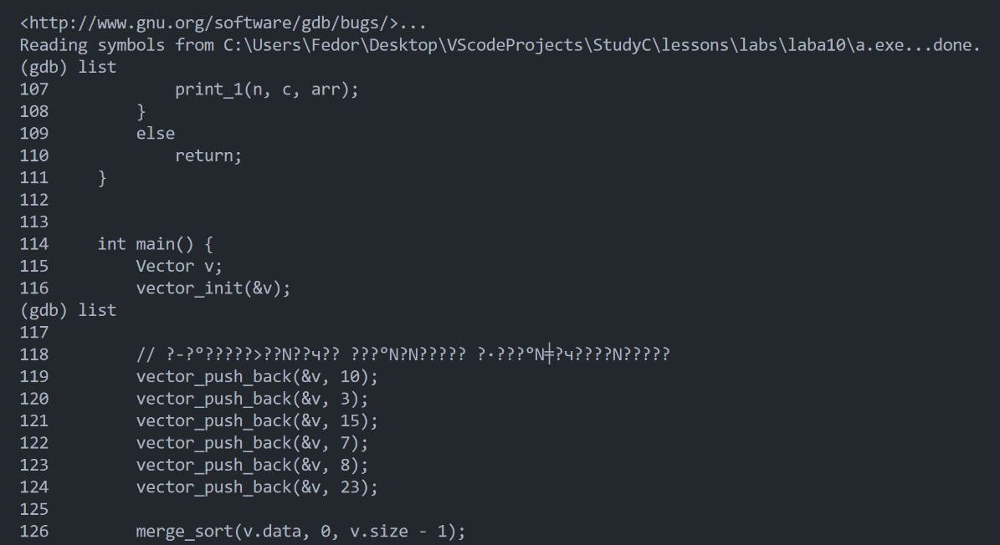 <http://www.gnu.org/software/gdb/bugs/>...
Reading symbols from C:\Users\Fedor\Desktop\VScodeProjects\StudyC\lessons\labs\laba10\a.exe...done.
(gdb) list
107             print_1(n, c, arr);
108         }
109         else
110             return;
111     }
112
113
114     int main() {
115         Vector v;
116         vector_init(&v);
(gdb) list
117
118         // ?-?°?????>??N??ч?? ???°N?N????? ?·???°N╪?ч????N?????
119         vector_push_back(&v, 10);
120         vector_push_back(&v, 3);
121         vector_push_back(&v, 15);
122         vector_push_back(&v, 7);
123         vector_push_back(&v, 8);
124         vector_push_back(&v, 23);
125
126         merge_sort(v.data, 0, v.size - 1);